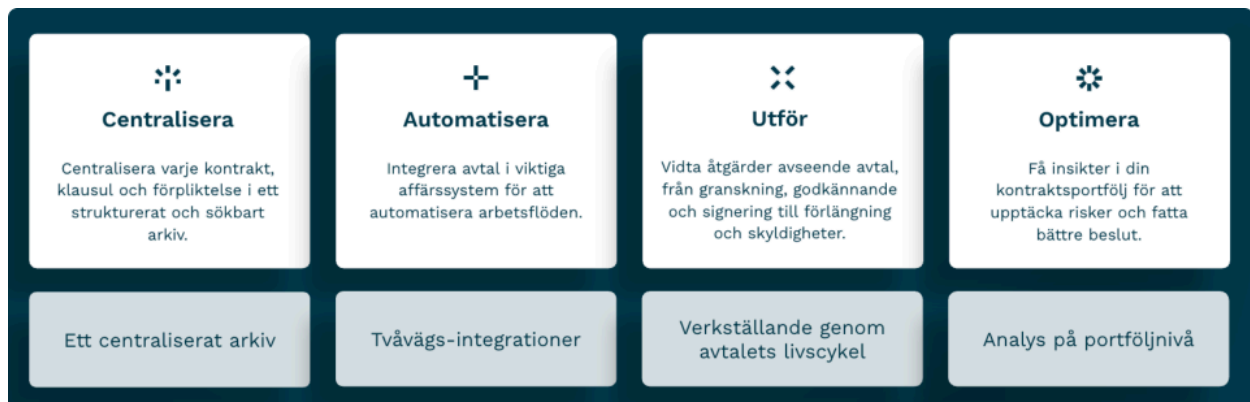 Centralisera
Centralisera varje kontrakt,
klausul och förpliktelse i ett
strukturerat och sökbart
arkiv.
Automatisera
Integrera avtal i viktiga
affärssystem för att
automatisera arbetsflöden.
Utför
Vidta åtgärder avseende avtal,
från granskning, godkännande
och signering till förlängning
och skyldigheter.
Optimera
Få insikter i din
kontraktsportfölj för att
upptäcka risker och fatta
bättre beslut.
Ett centraliserat arkiv
Tvåvägs-integrationer
Verkställande genom
avtalets livscykel
Analys på portföljnivå